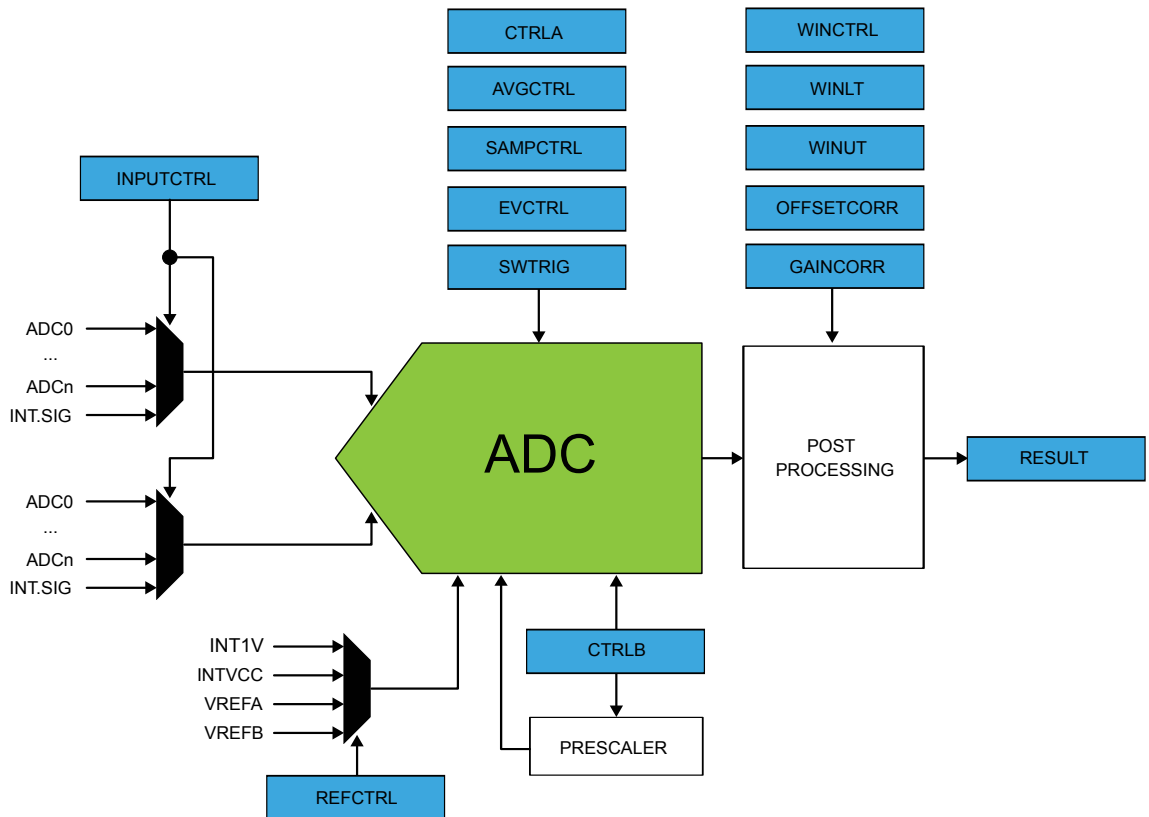 CTRLA
WINCTRL
AVGCTRL
WINLT
SAMPCTRL
WINUT
INPUTCTRL
EVCTRL
OFFSETCORR
SWTRIG
GAINCORR
ADC0
...
ADCn
INT.SIG
ADC
POST
PROCESSING
RESULT
ADC0
...
ADCn
INT.SIG
INT1V
INTVCC
VREFA
VREFB
CTRLB
PRESCALER
REFCTRL